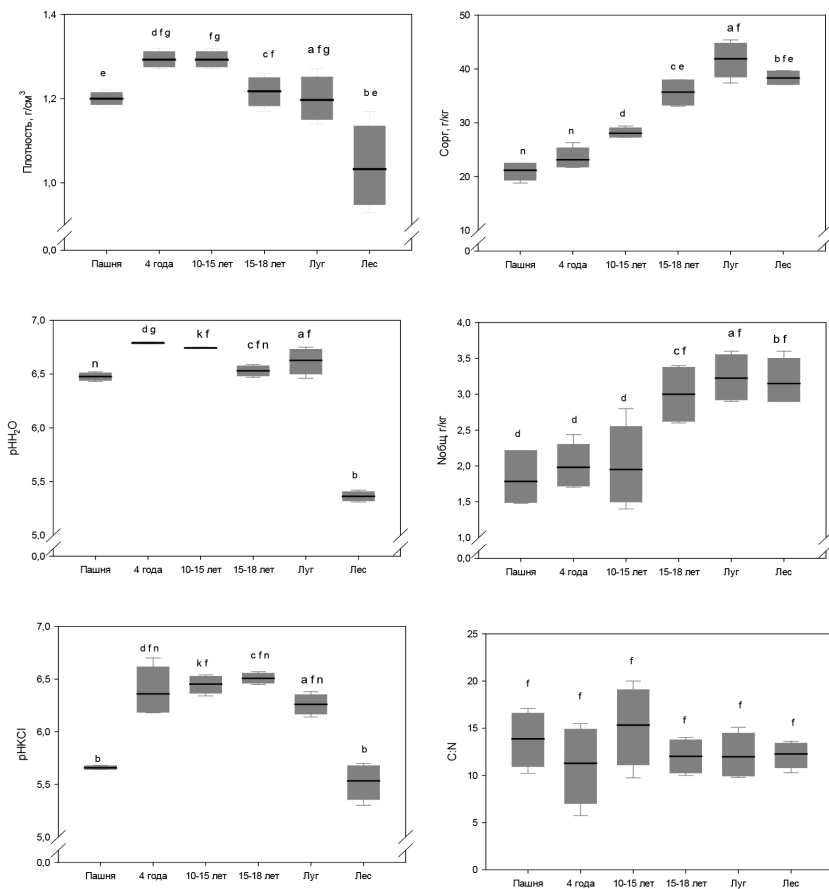 Плотность, г/см³
1,4
1,2
1,0
0,0
e
d f g
f g
c f
a f g
b e
Пашня 4 года 10-15 лет 15-18 лет Луг Лес
Сорг, г/кг
50
40
30
20
10
0
n
n
d
c e
a f
b f e
Пашня 4 года 10-15 лет 15-18 лет Луг Лес
pHH₂O
7,0
6,5
6,0
5,5
5,0
0,0
n
d g
k f
c f n
a f
b
Пашня 4 года 10-15 лет 15-18 лет Луг Лес
Nобщ г/кг
4,0
3,5
3,0
2,5
2,0
1,5
1,0
0,0
d
d
d
c f
a f
b f
Пашня 4 года 10-15 лет 15-18 лет Луг Лес
pHKCl
7,0
6,5
6,0
5,5
5,0
0,0
b
d f n
k f
c f n
a f n
b
Пашня 4 года 10-15 лет 15-18 лет Луг Лес
C:N
25
20
15
10
5
0
f
f
f
f
f
f
Пашня 4 года 10-15 лет 15-18 лет Луг Лес